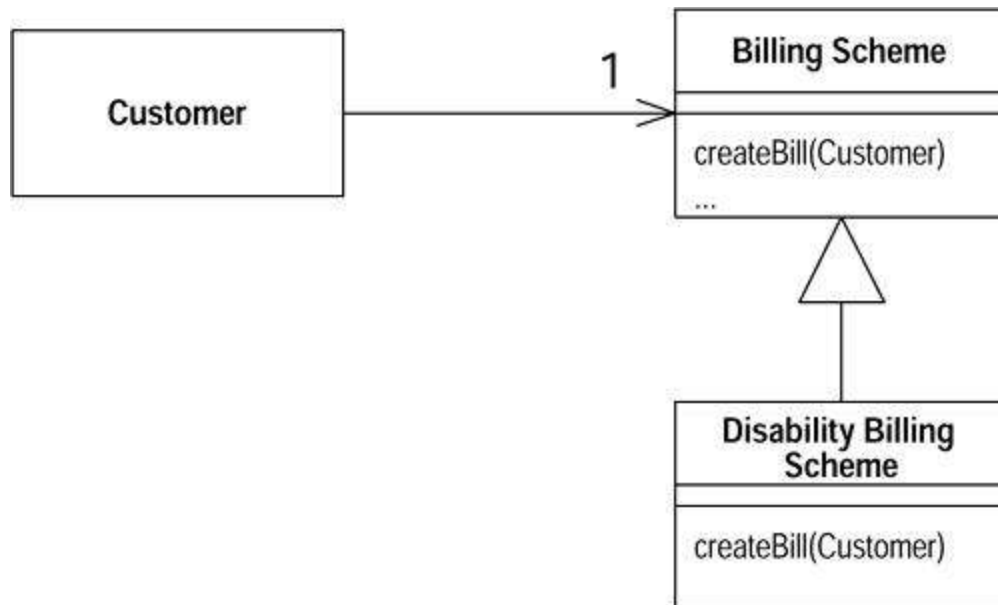 Customer
1
Billing Scheme
createBill(Customer)
...
Disability Billing
Scheme
createBill(Customer)